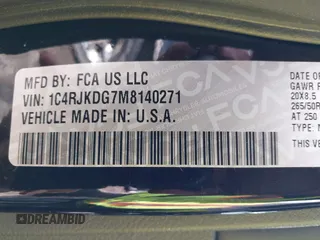 MFD BY: FCA US LLC
VIN: 1C4RJKDG7M8140271
VEHICLE MADE IN: U.S.A.
DATE OF
GAWR F
20X8.5
265/50R
AT 250
TYPE:
THIS VE
DREAMBID